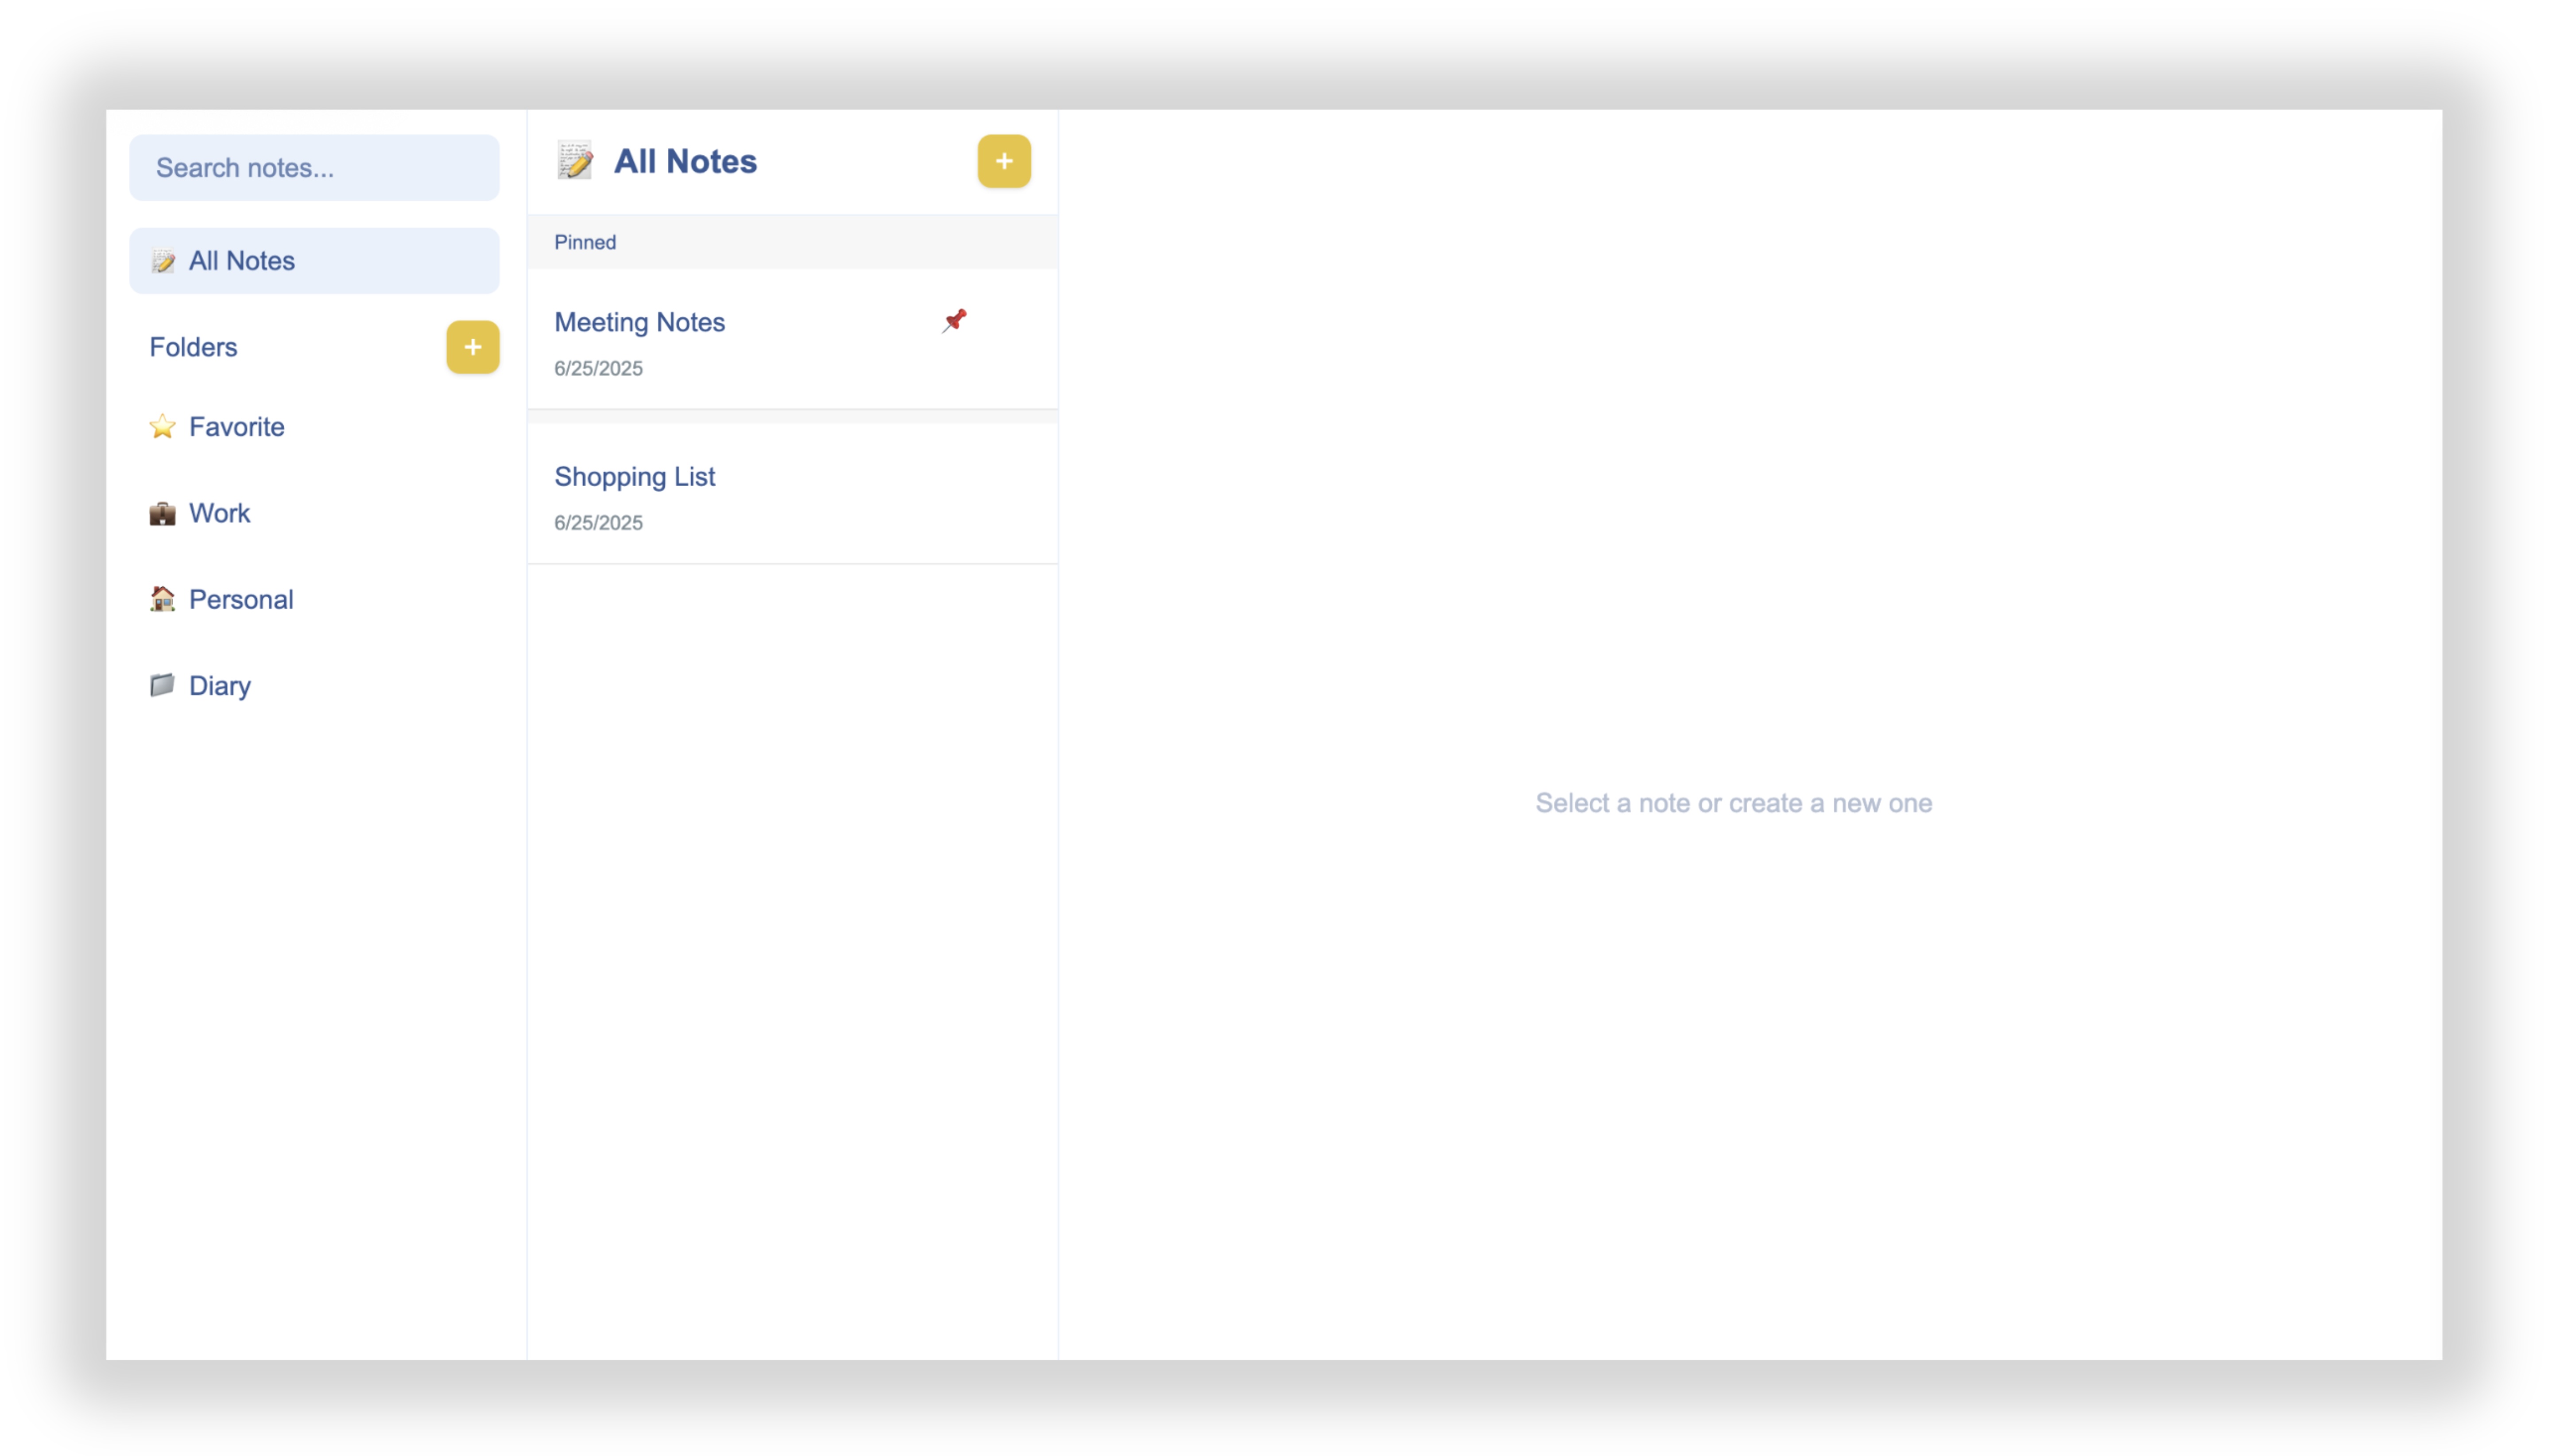 Search notes...
All Notes
Folders
+
Favorite
Work
Personal
Diary
All Notes
+
Pinned
Meeting Notes
6/25/2025
Shopping List
6/25/2025
Select a note or create a new one